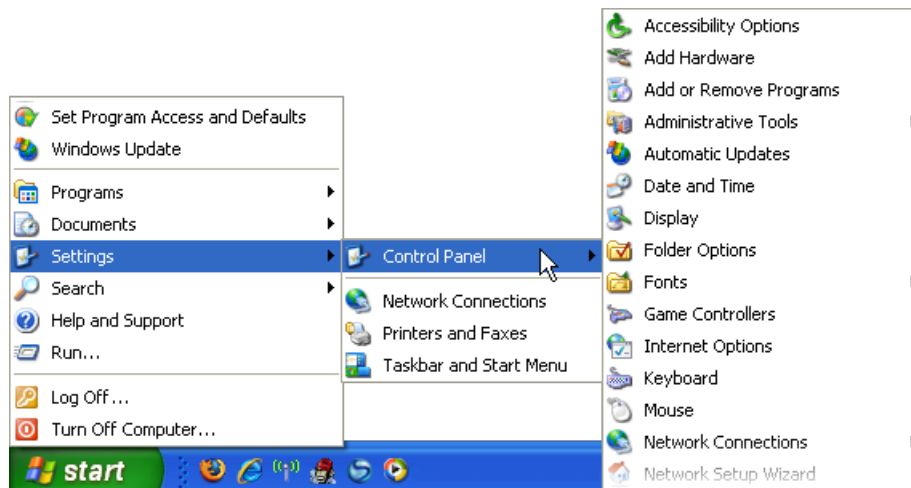 Set Program Access and Defaults
Windows Update
Programs
Documents
Settings
Search
Help and Support
Run...
Log Off...
Turn Off Computer...
start
Control Panel
Network Connections
Printers and Faxes
Taskbar and Start Menu
Accessibility Options
Add Hardware
Add or Remove Programs
Administrative Tools
Automatic Updates
Date and Time
Display
Folder Options
Fonts
Game Controllers
Internet Options
Keyboard
Mouse
Network Connections
Network Setup Wizard